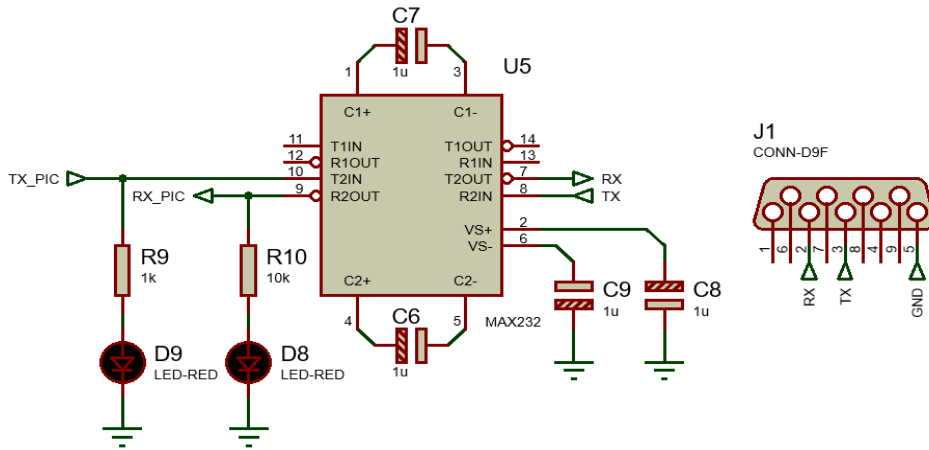 C7
1u
1
3
U5
C1+
C1-
11
T1IN
T1OUT
14
12
R1OUT
R1IN
13
TX_PIC
10
T2IN
T2OUT
7
RX
RX_PIC
9
R2OUT
R2IN
8
TX
VS+
2
VS-
6
R9
1k
R10
10k
C2+
C2-
4
5
C6
1u
MAX232
C9
1u
C8
1u
D9
LED-RED
D8
LED-RED
J1
CONN-D9F
1
6
2
7
3
8
4
9
5
RX
TX
GND